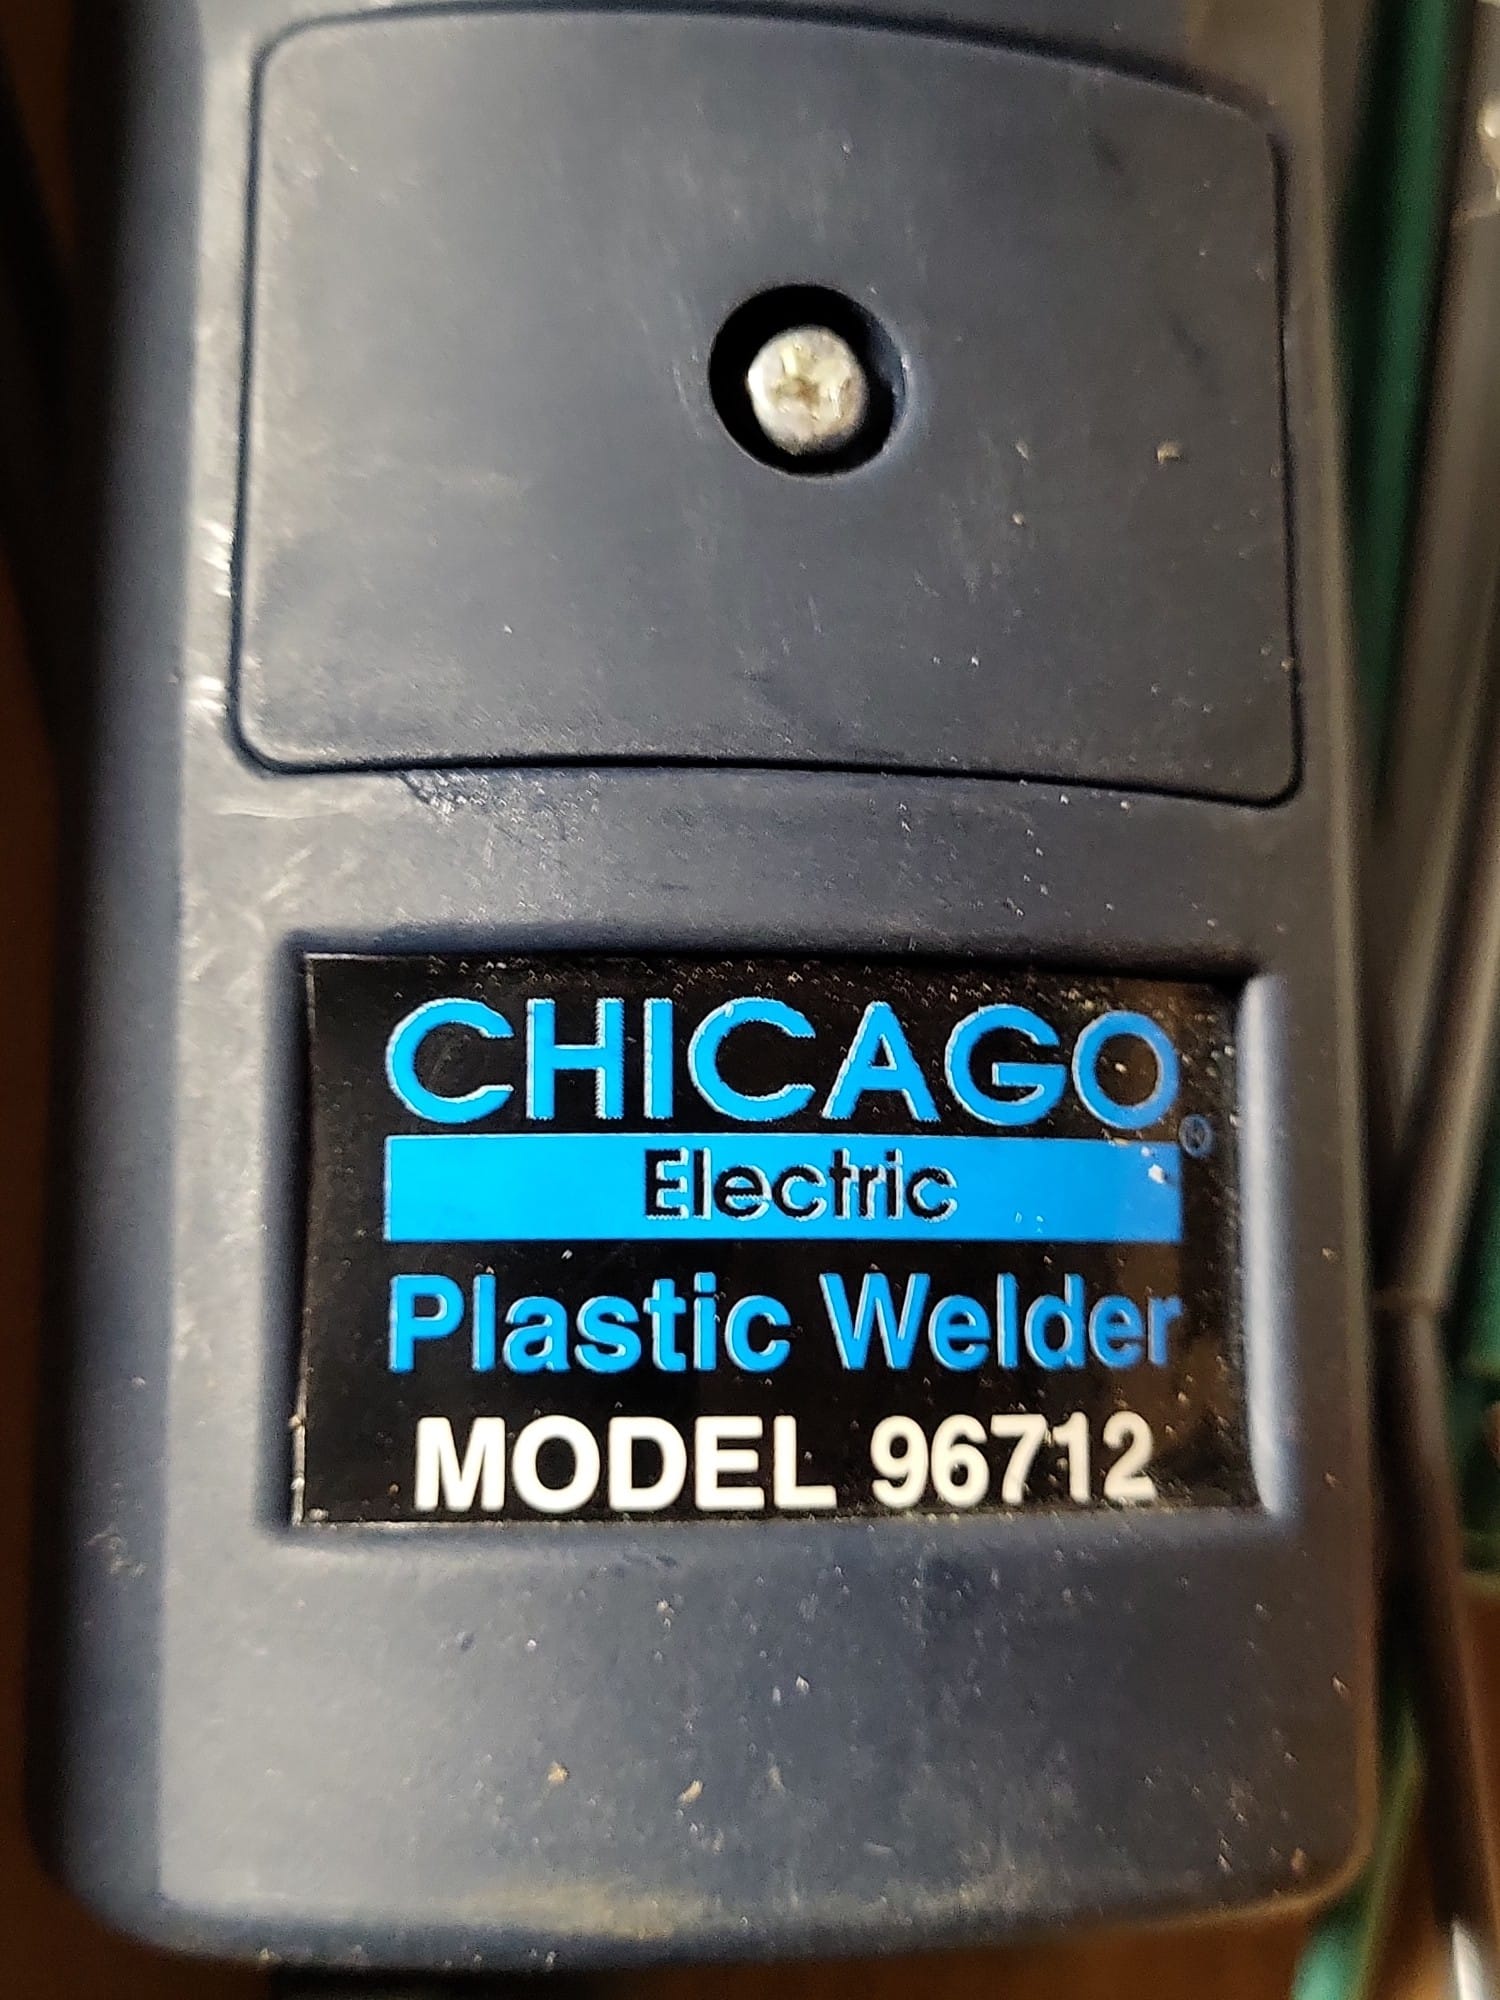 CHICAGO®
Electric
Plastic Welder
MODEL 96712